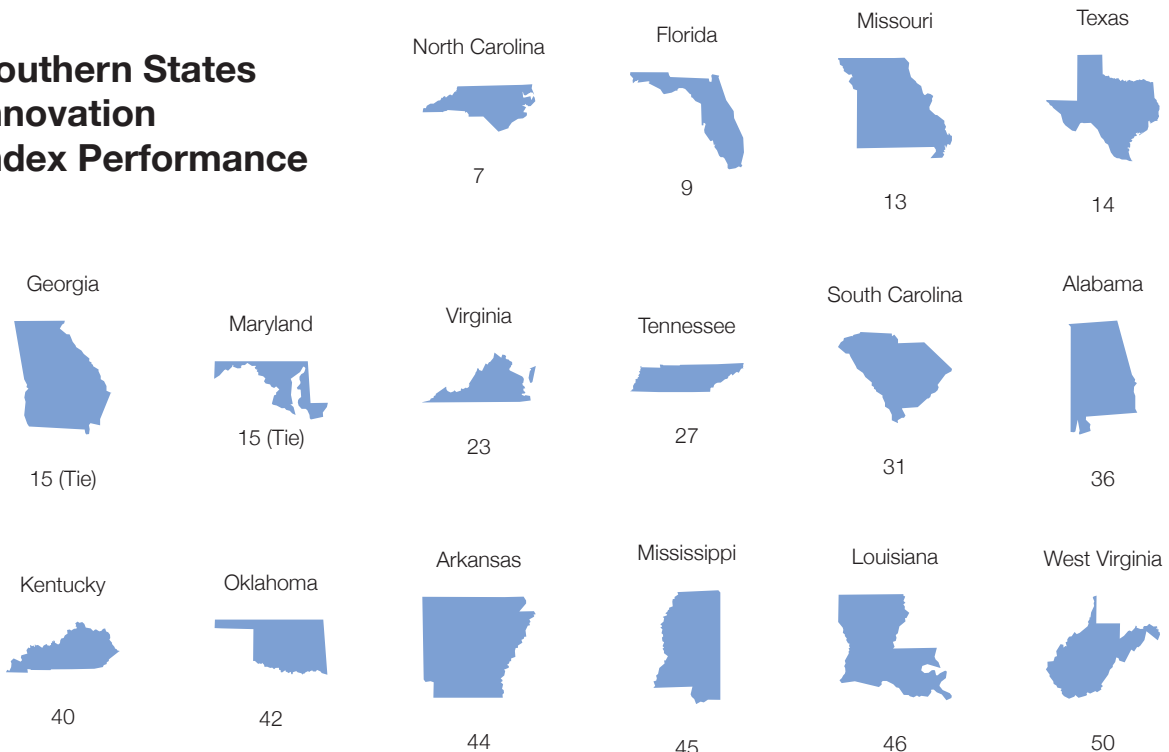 outhern States
nnovation
ndex Performance
North Carolina
7
Florida
9
Missouri
13
Texas
14
Georgia
15 (Tie)
Maryland
15 (Tie)
Virginia
23
Tennessee
27
South Carolina
31
Alabama
36
Kentucky
40
Oklahoma
42
Arkansas
44
Mississippi
45
Louisiana
46
West Virginia
50